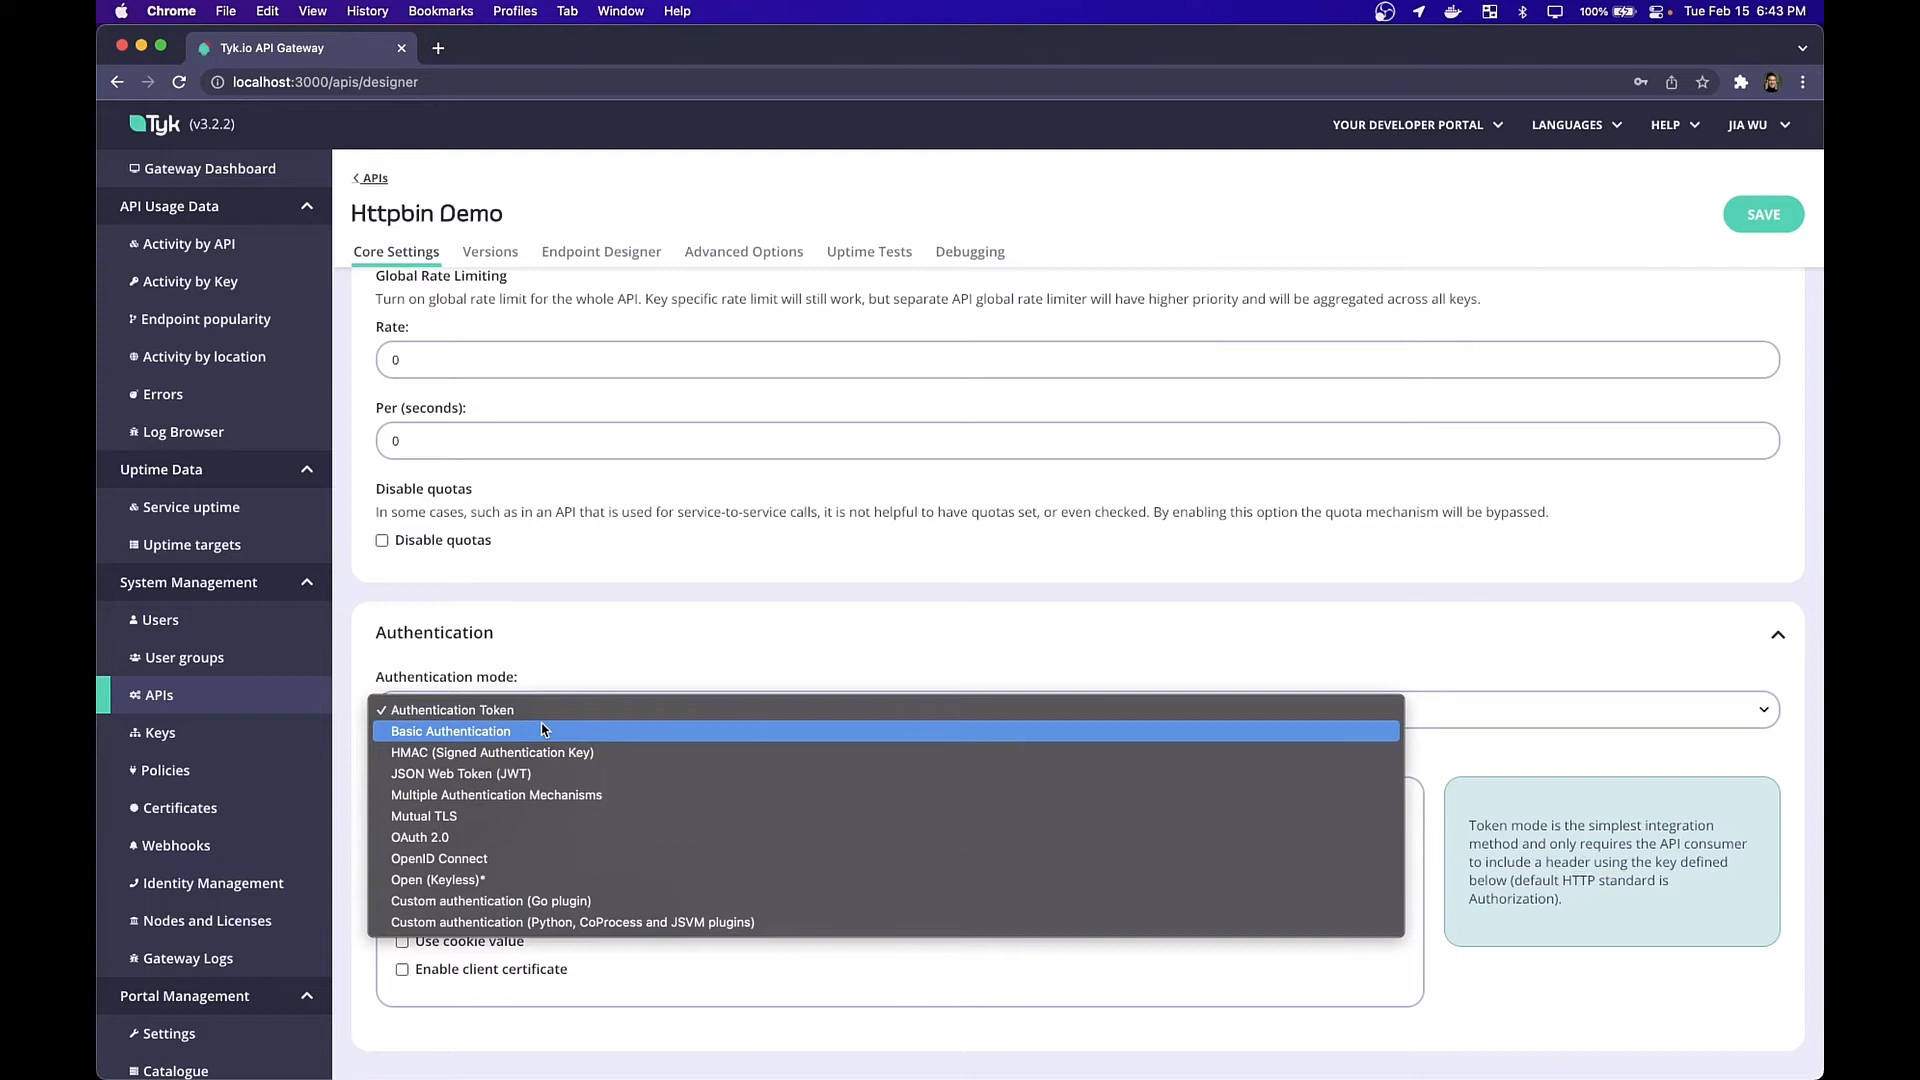 Chrome File Edit View History Bookmarks Profiles Tab Window Help 100% Tue Feb 15 6:43 PM
Tyk.io API Gateway
localhost:3000/apis/designer
Tyk (v3.2.2) YOUR DEVELOPER PORTAL LANGUAGES HELP JIA WU
Gateway Dashboard
API Usage Data
Activity by API
Activity by Key
Endpoint popularity
Activity by location
Errors
Log Browser
Uptime Data
Service uptime
Uptime targets
System Management
Users
User groups
APIs
Keys
Policies
Certificates
Webhooks
Identity Management
Nodes and Licenses
Gateway Logs
Portal Management
Settings
Catalogue
< APIs
Httpbin Demo
SAVE
Core Settings Versions Endpoint Designer Advanced Options Uptime Tests Debugging
Global Rate Limiting
Turn on global rate limit for the whole API. Key specific rate limit will still work, but separate API global rate limiter will have higher priority and will be aggregated across all keys.
Rate:
0
Per (seconds):
0
Disable quotas
In some cases, such as in an API that is used for service-to-service calls, it is not helpful to have quotas set, or even checked. By enabling this option the quota mechanism will be bypassed.
Disable quotas
Authentication
Authentication mode:
✓ Authentication Token
Basic Authentication
HMAC (Signed Authentication Key)
JSON Web Token (JWT)
Multiple Authentication Mechanisms
Mutual TLS
OAuth 2.0
OpenID Connect
Open (Keyless)*
Custom authentication (Go plugin)
Custom authentication (Python, CoProcess and JSVM plugins)
Use cookie value
Enable client certificate
Token mode is the simplest integration
method and only requires the API consumer
to include a header using the key defined
below (default HTTP standard is
Authorization).